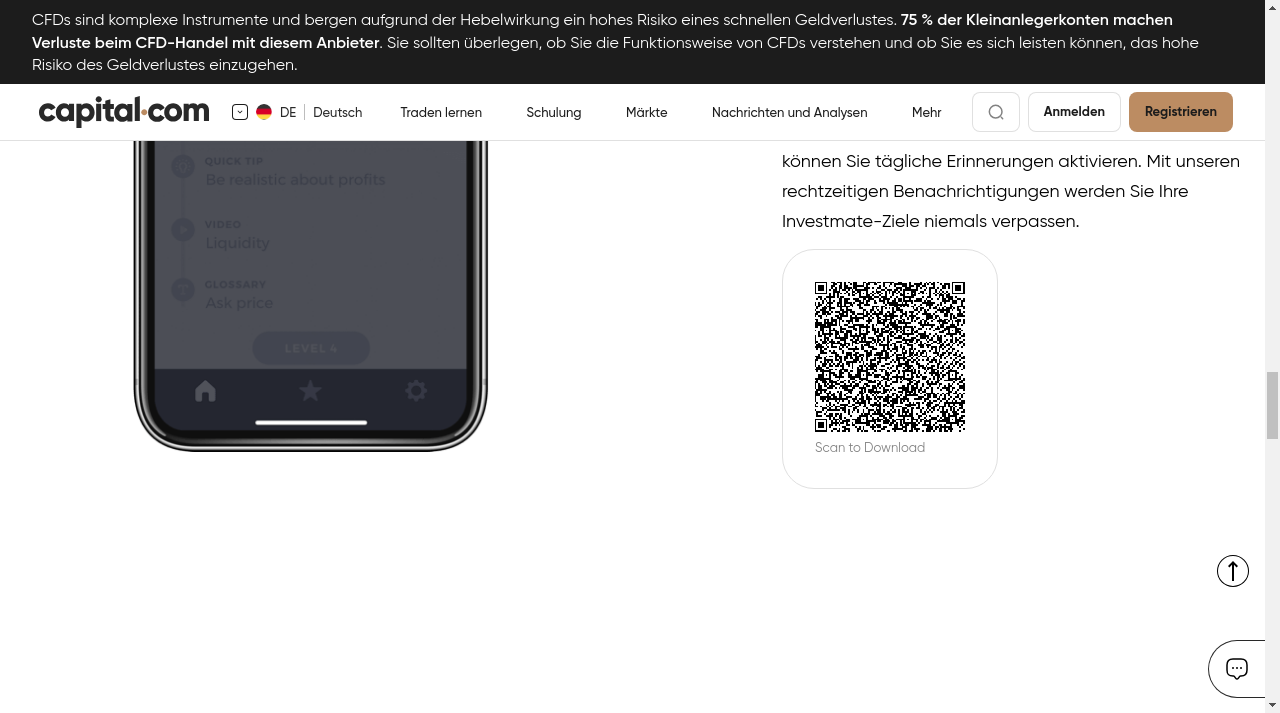 CFDs sind komplexe Instrumente und bergen aufgrund der Hebelwirkung ein hohes Risiko eines schnellen Geldverlustes. 75 % der Kleinanlegerkonten machen
Verluste beim CFD-Handel mit diesem Anbieter. Sie sollten überlegen, ob Sie die Funktionsweise von CFDs verstehen und ob Sie es sich leisten können, das hohe
Risiko des Geldverlustes einzugehen.
capital.com DE Deutsch Traden lernen Schulung Märkte Nachrichten und Analysen Mehr Anmelden Registrieren
QUICK TIP
Be realistic about profits
VIDEO
Liquidity
GLOSSARY
Ask price
LEVEL 4
können Sie tägliche Erinnerungen aktivieren. Mit unseren
rechtzeitigen Benachrichtigungen werden Sie Ihre
Investmate-Ziele niemals verpassen.
Scan to Download